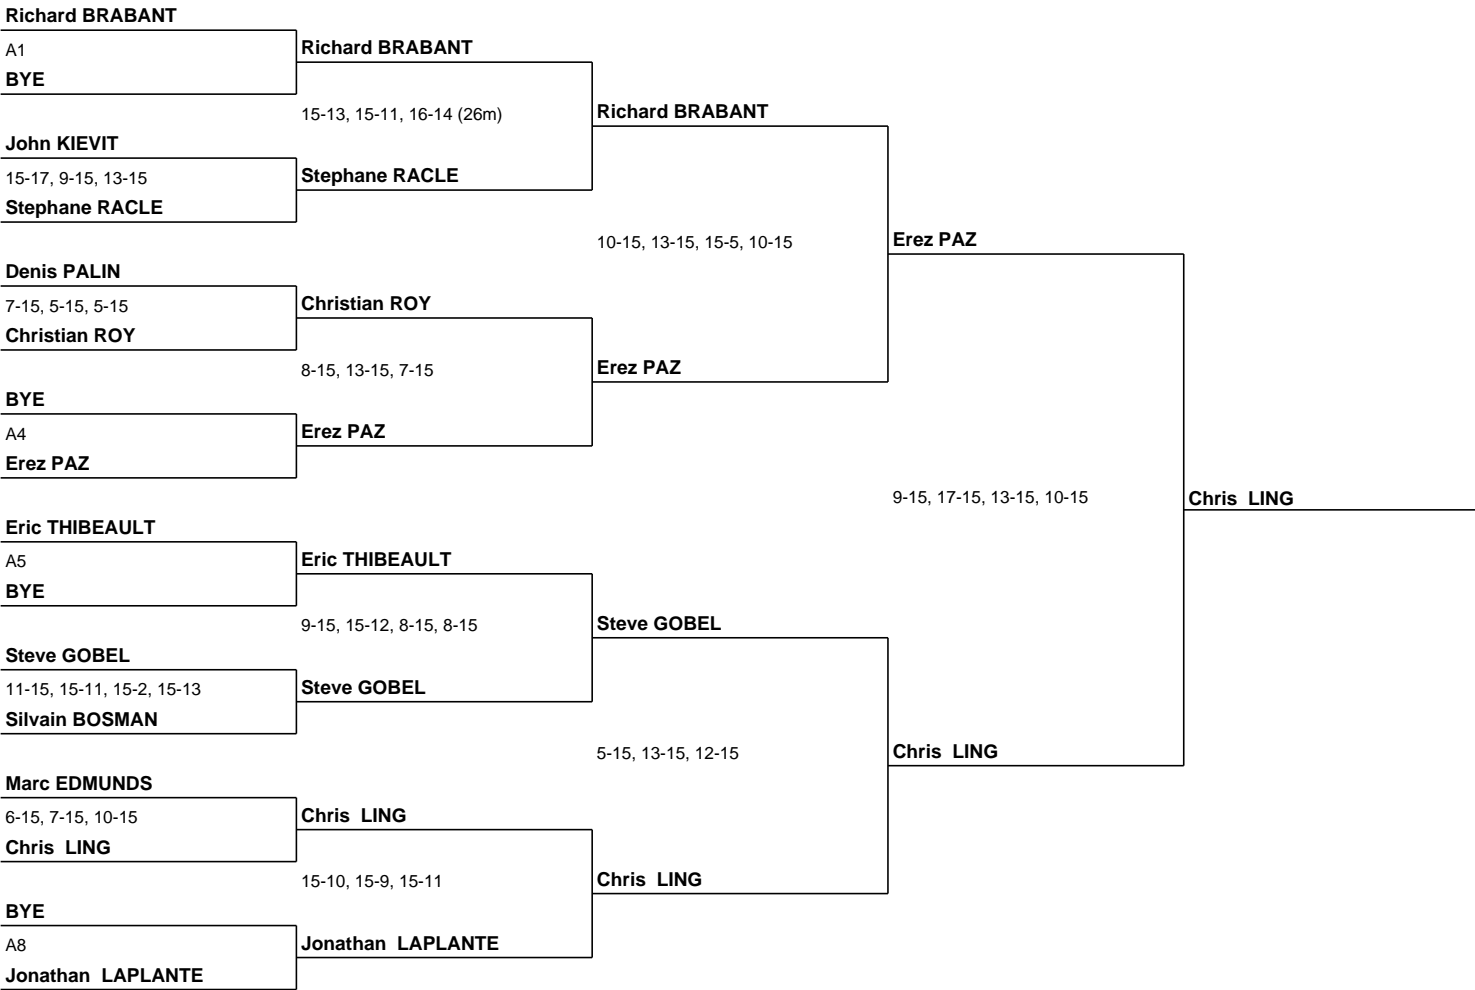 Richard BRABANT
A1
BYE
John KIEVIT
15-17, 9-15, 13-15
Stephane RACLE
Denis PALIN
7-15, 5-15, 5-15
Christian ROY
BYE
A4
Erez PAZ
Eric THIBEAULT
A5
BYE
Steve GOBEL
11-15, 15-11, 15-2, 15-13
Silvain BOSMAN
Marc EDMUNDS
6-15, 7-15, 10-15
Chris LING
BYE
A8
Jonathan LAPLANTE
Richard BRABANT
15-13, 15-11, 16-14 (26m)
Stephane RACLE
Christian ROY
8-15, 13-15, 7-15
Erez PAZ
Eric THIBEAULT
9-15, 15-12, 8-15, 8-15
Steve GOBEL
Chris LING
15-10, 15-9, 15-11
Jonathan LAPLANTE
Richard BRABANT
10-15, 13-15, 15-5, 10-15
Erez PAZ
Steve GOBEL
5-15, 13-15, 12-15
Chris LING
Erez PAZ
9-15, 17-15, 13-15, 10-15
Chris LING
Chris LING